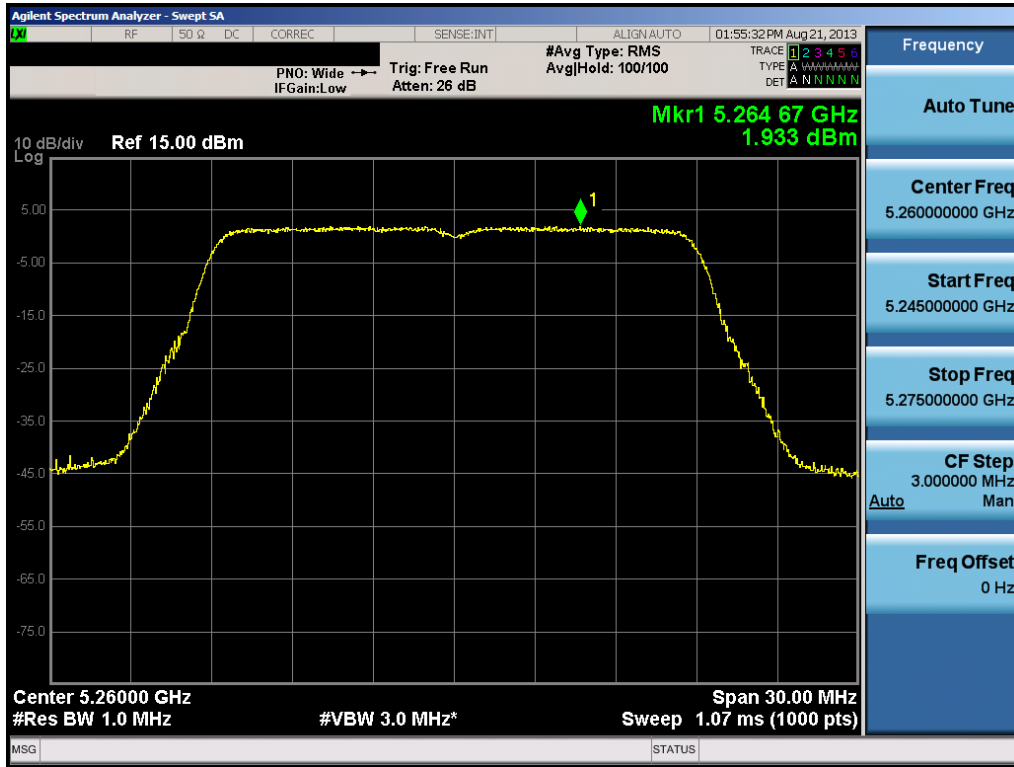 Agilent Spectrum Analyzer - Swept SA
LXI RF 50 Ω DC CORREC SENSE:INT ALIGN AUTO 01:55:32 PM Aug 21, 2013
PNO: Wide
IFGain:Low
Trig: Free Run
Atten: 26 dB
#Avg Type: RMS
Avg|Hold: 100/100
TRACE 1 2 3 4 5 6
TYPE A WWWWW
DET A N N N N N
Mkr1 5.264 67 GHz
1.933 dBm
10 dB/div Ref 15.00 dBm
Log
1
5.00
-5.00
-15.0
-25.0
-35.0
-45.0
-55.0
-65.0
-75.0
Center 5.26000 GHz Span 30.00 MHz
#Res BW 1.0 MHz #VBW 3.0 MHz* Sweep 1.07 ms (1000 pts)
MSG STATUS
Frequency
Auto Tune
Center Freq
5.260000000 GHz
Start Freq
5.245000000 GHz
Stop Freq
5.275000000 GHz
CF Step
3.000000 MHz
Auto Man
Freq Offset
0 Hz